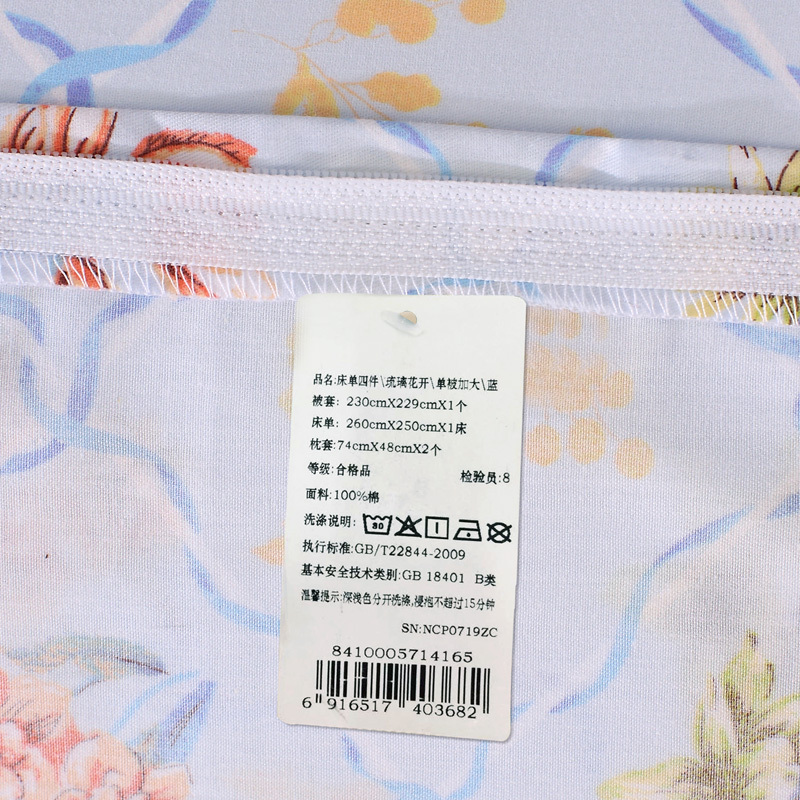 品名:床单四件\琉璃花开\单被加大\蓝
被套: 230cmX229cmX1个
床单: 260cmX250cmX1床
枕套:74cmX48cmX2个
等级:合格品 检验员:8
面料:100%棉
洗涤说明: 30
执行标准:GB/T22844-2009
基本安全技术类别:GB 18401 B类
温馨提示:深浅色分开洗涤,浸泡不超过15分钟
SN:NCP0719ZC
8410005714165
6 916517 403682